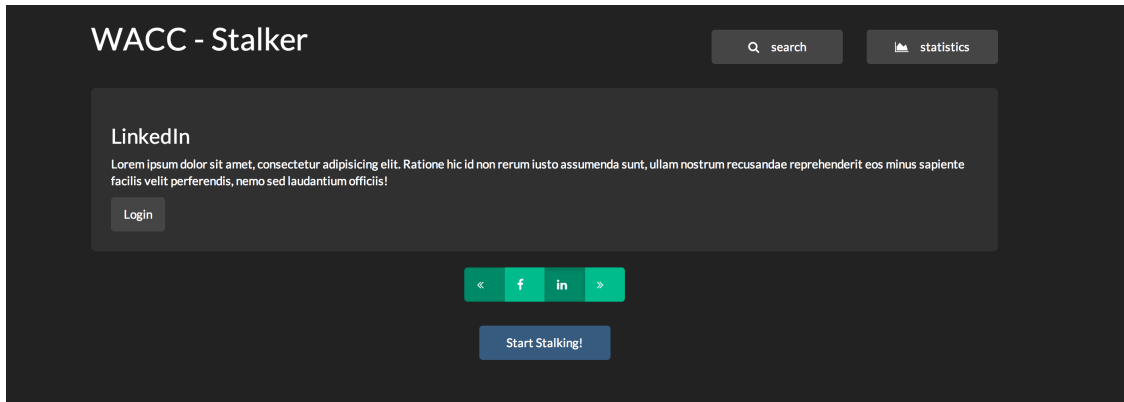 WACC - Stalker
search
statistics
LinkedIn
Lorem ipsum dolor sit amet, consectetur adipisicing elit. Ratione hic id non rerum iusto assumenda sunt, ullam nostrum recusandae reprehenderit eos minus sapiente
facilis velit perferendis, nemo sed laudantium officiis!
Login
« f in »
Start Stalking!